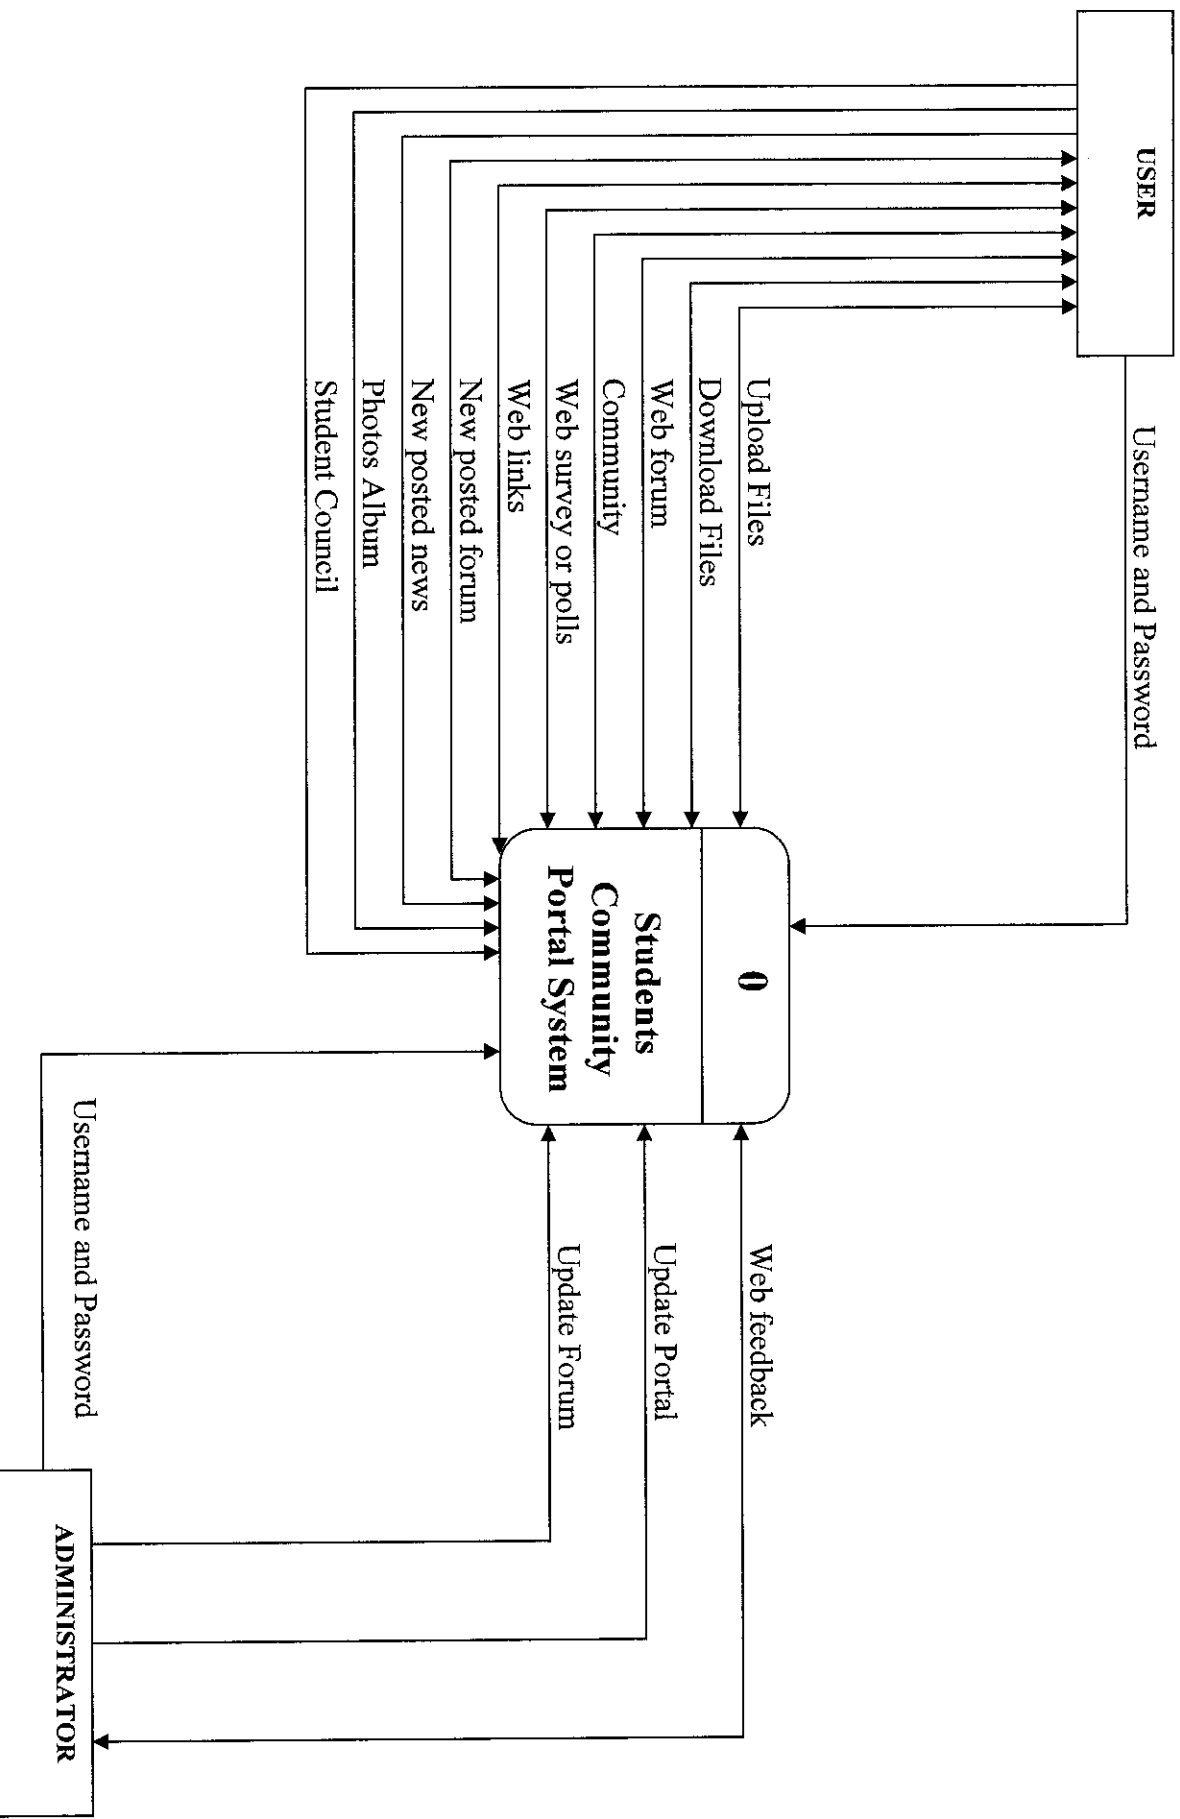 USER
Username and Password
Upload Files
Download Files
Web forum
Community
Web survey or polls
Web links
New posted forum
New posted news
Photos Album
Student Council
0
Students
Community
Portal System
Web feedback
Update Portal
Update Forum
Username and Password
ADMINISTRATOR